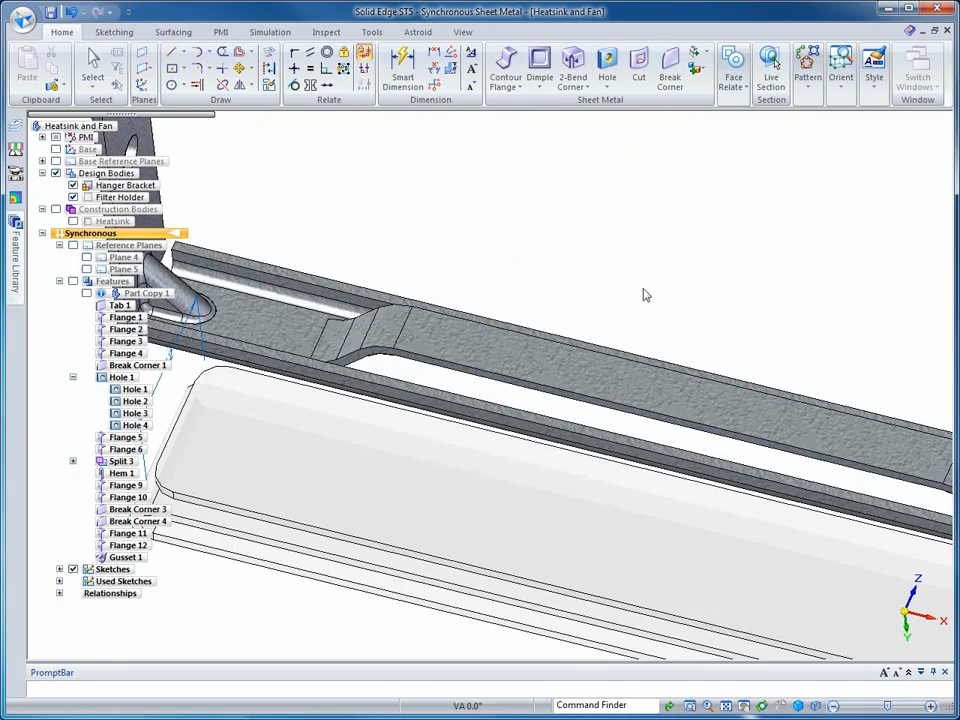 Solid Edge ST5 - Synchronous Sheet Metal - [Heatsink and Fan]
Home Sketching Surfacing PMI Simulation Inspect Tools Astroid View
Paste Select Smart Dimension Contour Flange Dimple 2-Bend Corner Hole Cut Break Corner Face Relate Live Section Pattern Orient Style Switch Windows
Clipboard Select Planes Draw Relate Dimension Sheet Metal Section Window
Heatsink and Fan
PMI
Base
Base Reference Planes
Design Bodies
Hanger Bracket
Filter Holder
Construction Bodies
Heatsink
Synchronous
Reference Planes
Plane 4
Plane 5
Features
Part Copy 1
Tab 1
Flange 1
Flange 2
Flange 3
Flange 4
Break Corner 1
Hole 1
Hole 1
Hole 2
Hole 3
Hole 4
Flange 5
Flange 6
Split 3
Hem 1
Flange 9
Flange 10
Break Corner 3
Break Corner 4
Flange 11
Flange 12
Gusset 1
Sketches
Used Sketches
Relationships
Feature Library
Z
X
Y
PromptBar
VA 0.0° Command Finder